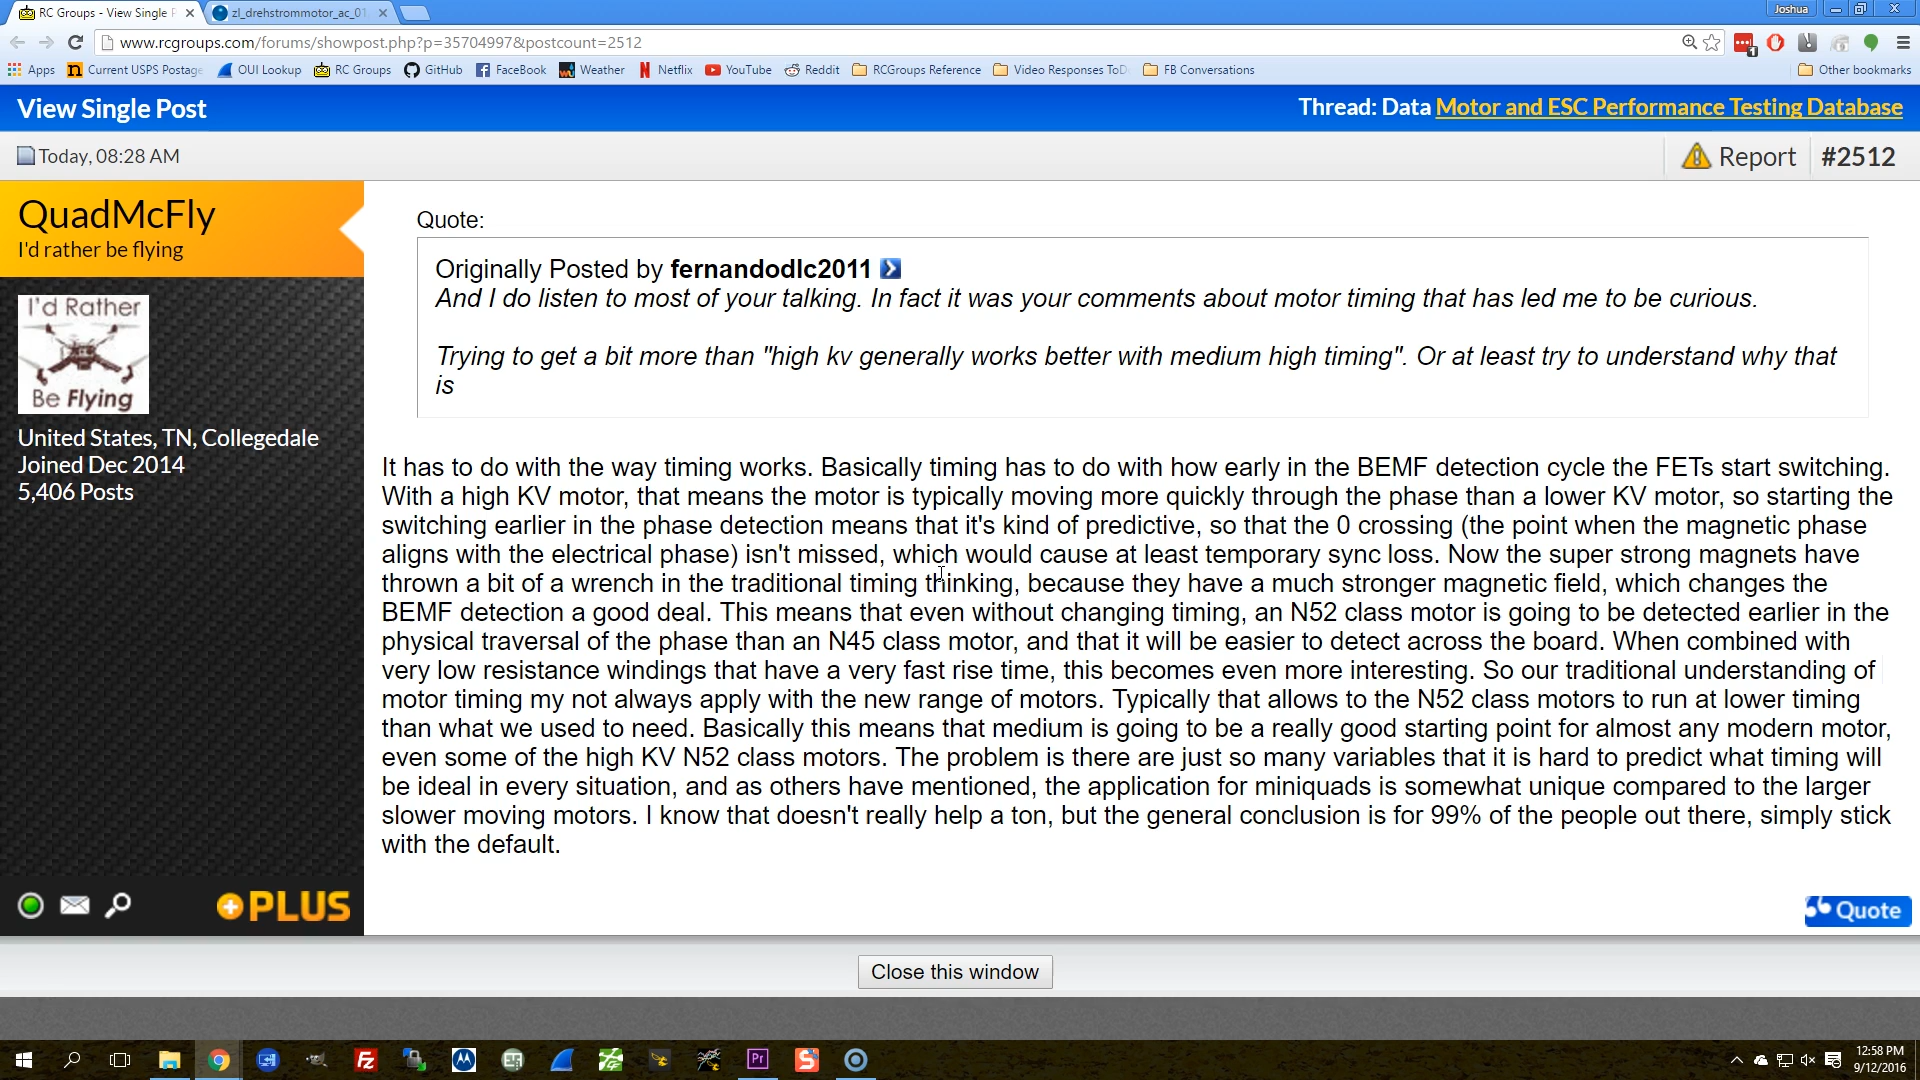 RC Groups - View Single P
zl_drehstrommotor_ac_01
Joshua
www.rcgroups.com/forums/showpost.php?p=35704997&postcount=2512
1
Apps
Current USPS Postage
OUI Lookup
RC Groups
GitHub
FaceBook
Weather
Netflix
YouTube
Reddit
RCGroups Reference
Video Responses ToD
FB Conversations
Other bookmarks
View Single Post
Thread: Data Motor and ESC Performance Testing Database
Today, 08:28 AM
Report
#2512
QuadMcFly
I'd rather be flying
I'd Rather
Be Flying
United States, TN, Collegedale
Joined Dec 2014
5,406 Posts
PLUS
Quote:
Originally Posted by fernandodlc2011
And I do listen to most of your talking. In fact it was your comments about motor timing that has led me to be curious.
Trying to get a bit more than "high kv generally works better with medium high timing". Or at least try to understand why that
is
It has to do with the way timing works. Basically timing has to do with how early in the BEMF detection cycle the FETs start switching.
With a high KV motor, that means the motor is typically moving more quickly through the phase than a lower KV motor, so starting the
switching earlier in the phase detection means that it's kind of predictive, so that the 0 crossing (the point when the magnetic phase
aligns with the electrical phase) isn't missed, which would cause at least temporary sync loss. Now the super strong magnets have
thrown a bit of a wrench in the traditional timing thinking, because they have a much stronger magnetic field, which changes the
BEMF detection a good deal. This means that even without changing timing, an N52 class motor is going to be detected earlier in the
physical traversal of the phase than an N45 class motor, and that it will be easier to detect across the board. When combined with
very low resistance windings that have a very fast rise time, this becomes even more interesting. So our traditional understanding of
motor timing my not always apply with the new range of motors. Typically that allows to the N52 class motors to run at lower timing
than what we used to need. Basically this means that medium is going to be a really good starting point for almost any modern motor,
even some of the high KV N52 class motors. The problem is there are just so many variables that it is hard to predict what timing will
be ideal in every situation, and as others have mentioned, the application for miniquads is somewhat unique compared to the larger
slower moving motors. I know that doesn't really help a ton, but the general conclusion is for 99% of the people out there, simply stick
with the default.
Quote
Close this window
Fz
Pr
S
12:58 PM
9/12/2016